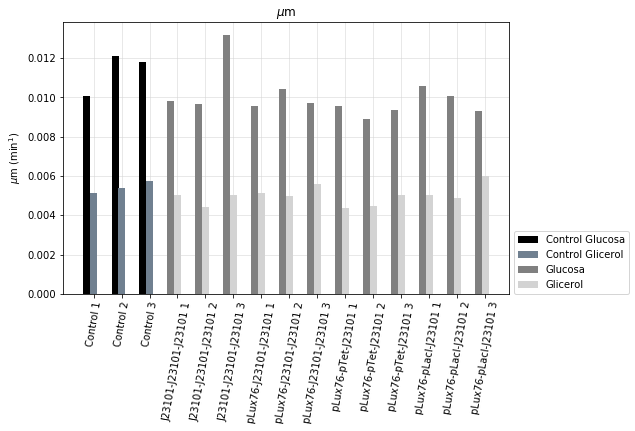 μm
μm (min¹)
0.012
0.010
0.008
0.006
0.004
0.002
0.000
Control 1
Control 2
Control 3
J23101-J23101-J23101 1
J23101-J23101-J23101 2
J23101-J23101-J23101 3
pLux76-J23101-J23101 1
pLux76-J23101-J23101 2
pLux76-J23101-J23101 3
pLux76-pTet-J23101 1
pLux76-pTet-J23101 2
pLux76-pTet-J23101 3
pLux76-pLacI-J23101 1
pLux76-pLacI-J23101 2
pLux76-pLacI-J23101 3
Control Glucosa
Control Glicerol
Glucosa
Glicerol